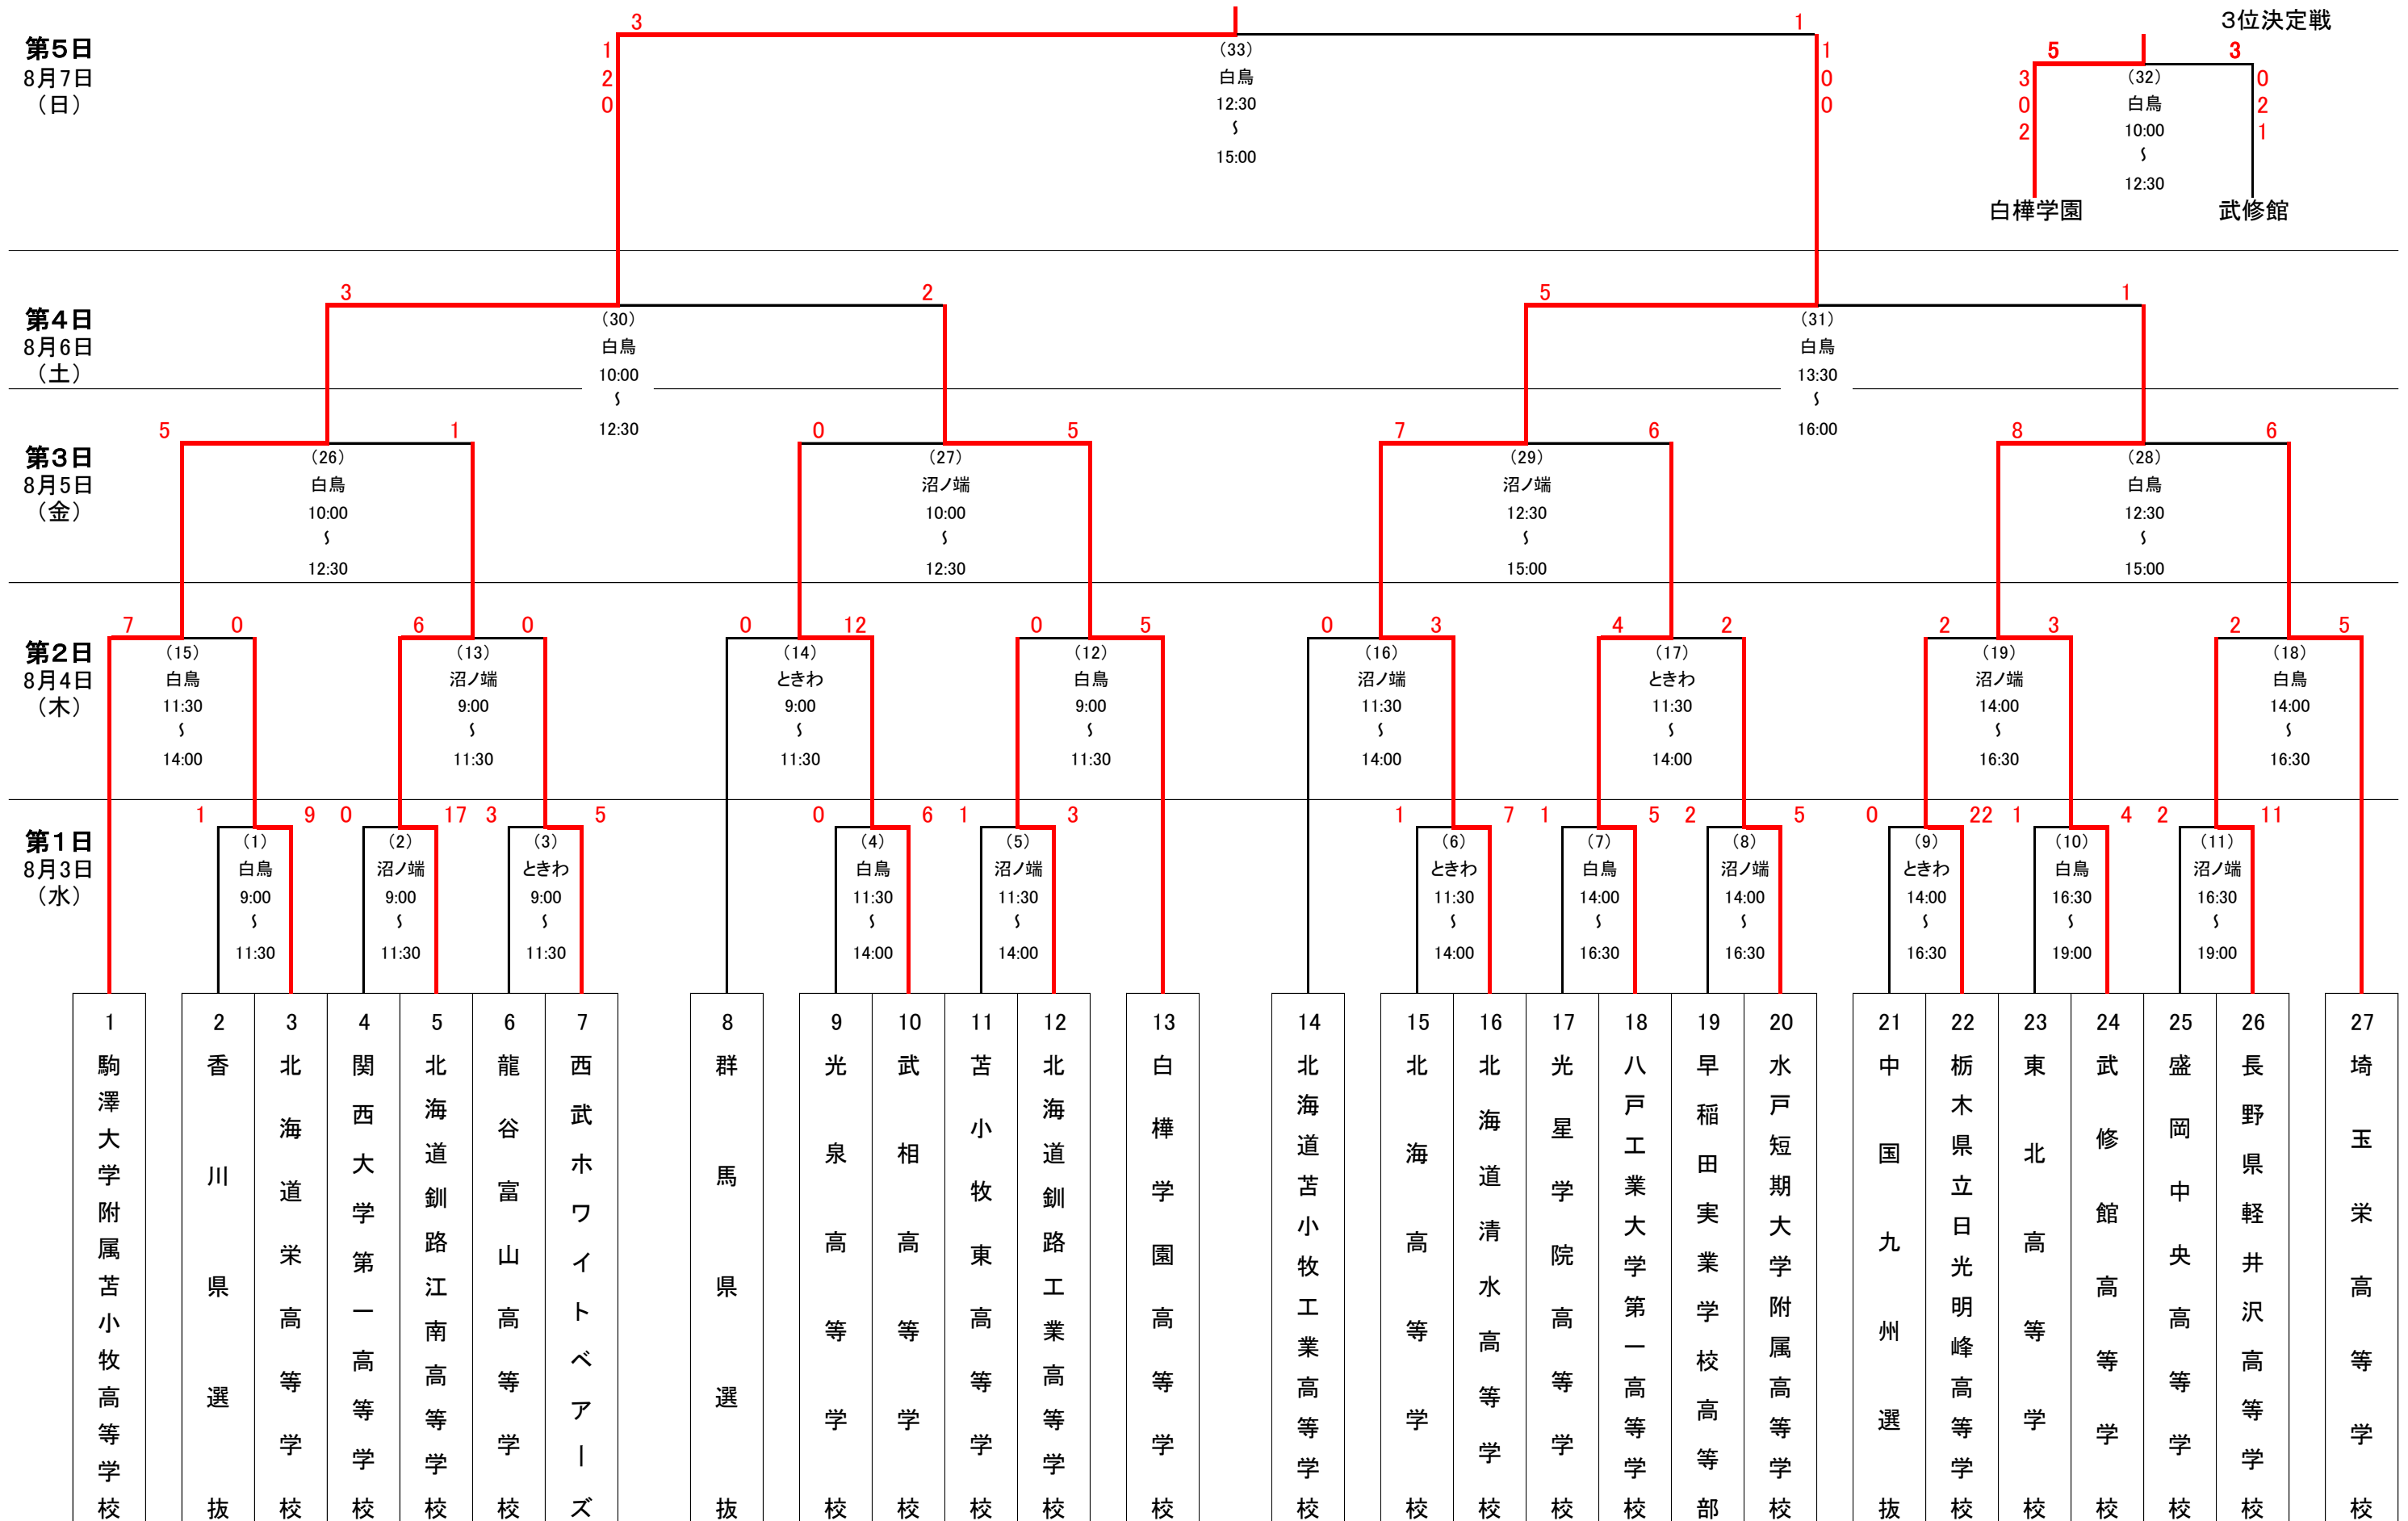 3位決定戦
3 1
第5日
8月7日
(日)
1
2
0
(33)
白鳥
12:30
~
15:00
1
0
0
5 3
3
0
2
(32)
白鳥
10:00
~
12:30
0
2
1
白樺学園 武修館
3 2 5 1
第4日
8月6日
(土)
(30)
白鳥
10:00
~
12:30
(31)
白鳥
13:30
~
16:00
5 1 0 5 7 6 8 6
第3日
8月5日
(金)
(26)
白鳥
10:00
~
12:30
(27)
沼ノ端
10:00
~
12:30
(29)
沼ノ端
12:30
~
15:00
(28)
白鳥
12:30
~
15:00
7 0 6 0 0 12 0 5 0 3 4 2 2 3 2 5
第2日
8月4日
(木)
(15)
白鳥
11:30
~
14:00
(13)
沼ノ端
9:00
~
11:30
(14)
ときわ
9:00
~
11:30
(12)
白鳥
9:00
~
11:30
(16)
沼ノ端
11:30
~
14:00
(17)
ときわ
11:30
~
14:00
(19)
沼ノ端
14:00
~
16:30
(18)
白鳥
14:00
~
16:30
1 9 0 17 3 5 0 6 1 3 1 7 1 5 2 5 0 22 1 4 2 11
第1日
8月3日
(水)
(1)
白鳥
9:00
~
11:30
(2)
沼ノ端
9:00
~
11:30
(3)
ときわ
9:00
~
11:30
(4)
白鳥
11:30
~
14:00
(5)
沼ノ端
11:30
~
14:00
(6)
ときわ
11:30
~
14:00
(7)
白鳥
14:00
~
16:30
(8)
沼ノ端
14:00
~
16:30
(9)
ときわ
14:00
~
16:30
(10)
白鳥
16:30
~
19:00
(11)
沼ノ端
16:30
~
19:00
1 駒澤大学附属苫小牧高等学校
2 香川県選抜
3 北海道栄高等学校
4 関西大学第一高等学校
5 北海道釧路江南高等学校
6 龍谷富山高等学校
7 西武ホワイトベアーズ
8 群馬県選抜
9 光泉高等学校
10 武相高等学校
11 苫小牧東高等学校
12 北海道釧路工業高等学校
13 白樺学園高等学校
14 北海道苫小牧工業高等学校
15 北海高等学校
16 北海道清水高等学校
17 光星学院高等学校
18 八戸工業大学第一高等学校
19 早稲田実業学校高等部
20 水戸短期大学附属高等学校
21 中国九州選抜
22 栃木県立日光明峰高等学校
23 東北高等学校
24 武修館高等学校
25 盛岡中央高等学校
26 長野県軽井沢高等学校
27 埼玉栄高等学校